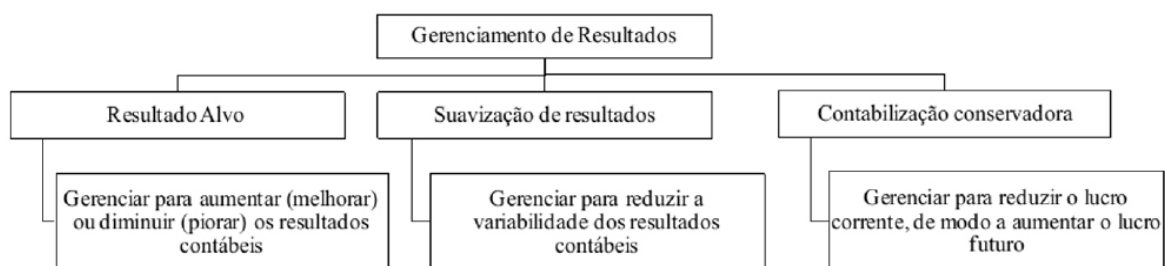 Gerenciamento de Resultados
Resultado Alvo
Suavização de resultados
Contabilização conservadora
Gerenciar para aumentar (melhorar)
ou diminuir (piorar) os resultados
contábeis
Gerenciar para reduzir a
variabilidade dos resultados
contábeis
Gerenciar para reduzir o lucro
corrente, de modo a aumentar o lucro
futuro